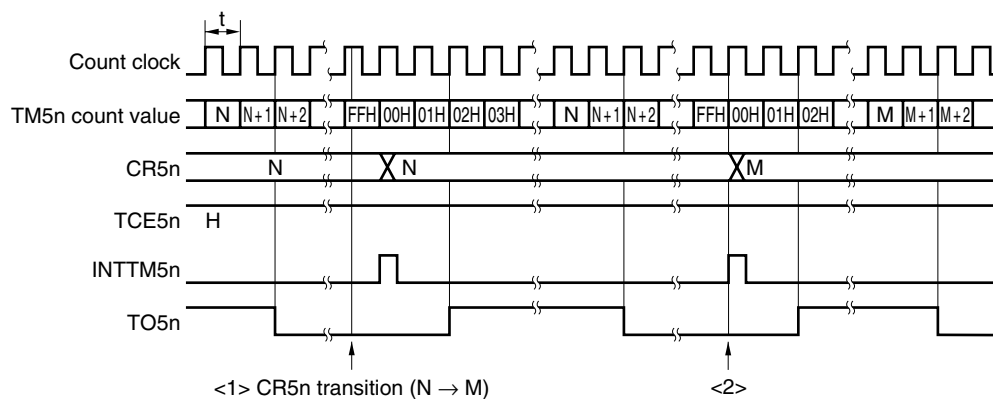 t
Count clock
TM5n count value N N+1 N+2 FFH 00H 01H 02H 03H N N+1 N+2 FFH 00H 01H 02H M M+1 M+2
CR5n N N M
TCE5n H
INTTM5n
TO5n
<1> CR5n transition (N → M) <2>